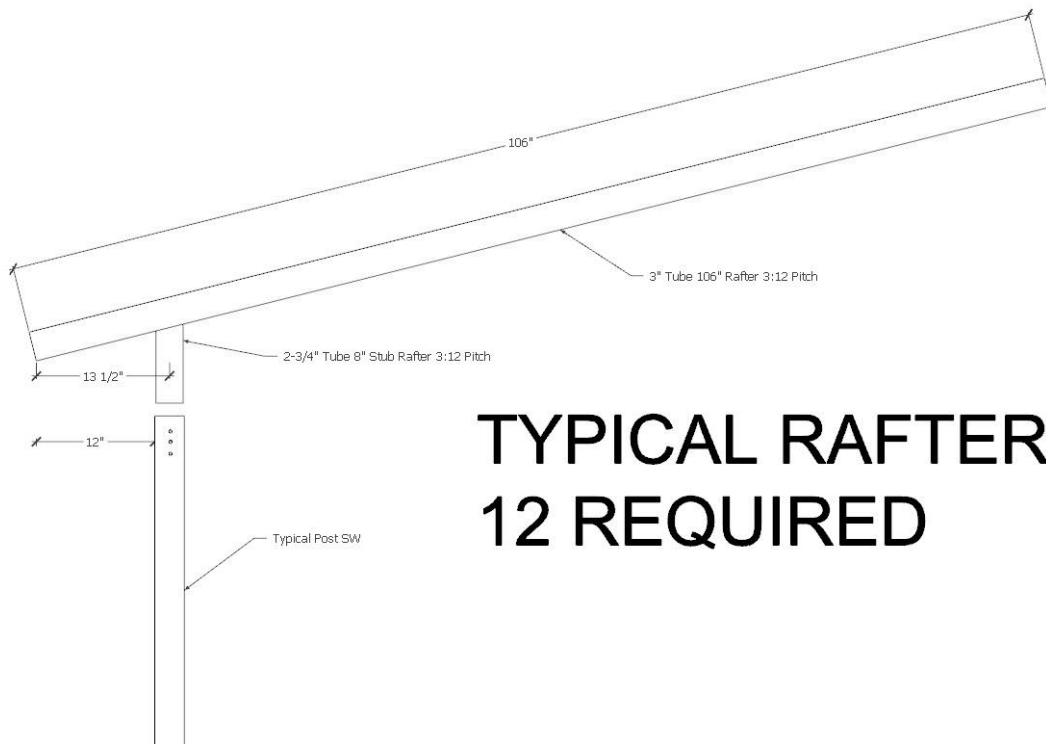 106"
3" Tube 106" Rafter 3:12 Pitch
2-3/4" Tube 8" Stub Rafter 3:12 Pitch
13 1/2"
12"
TYPICAL RAFTER
12 REQUIRED
Typical Post SW